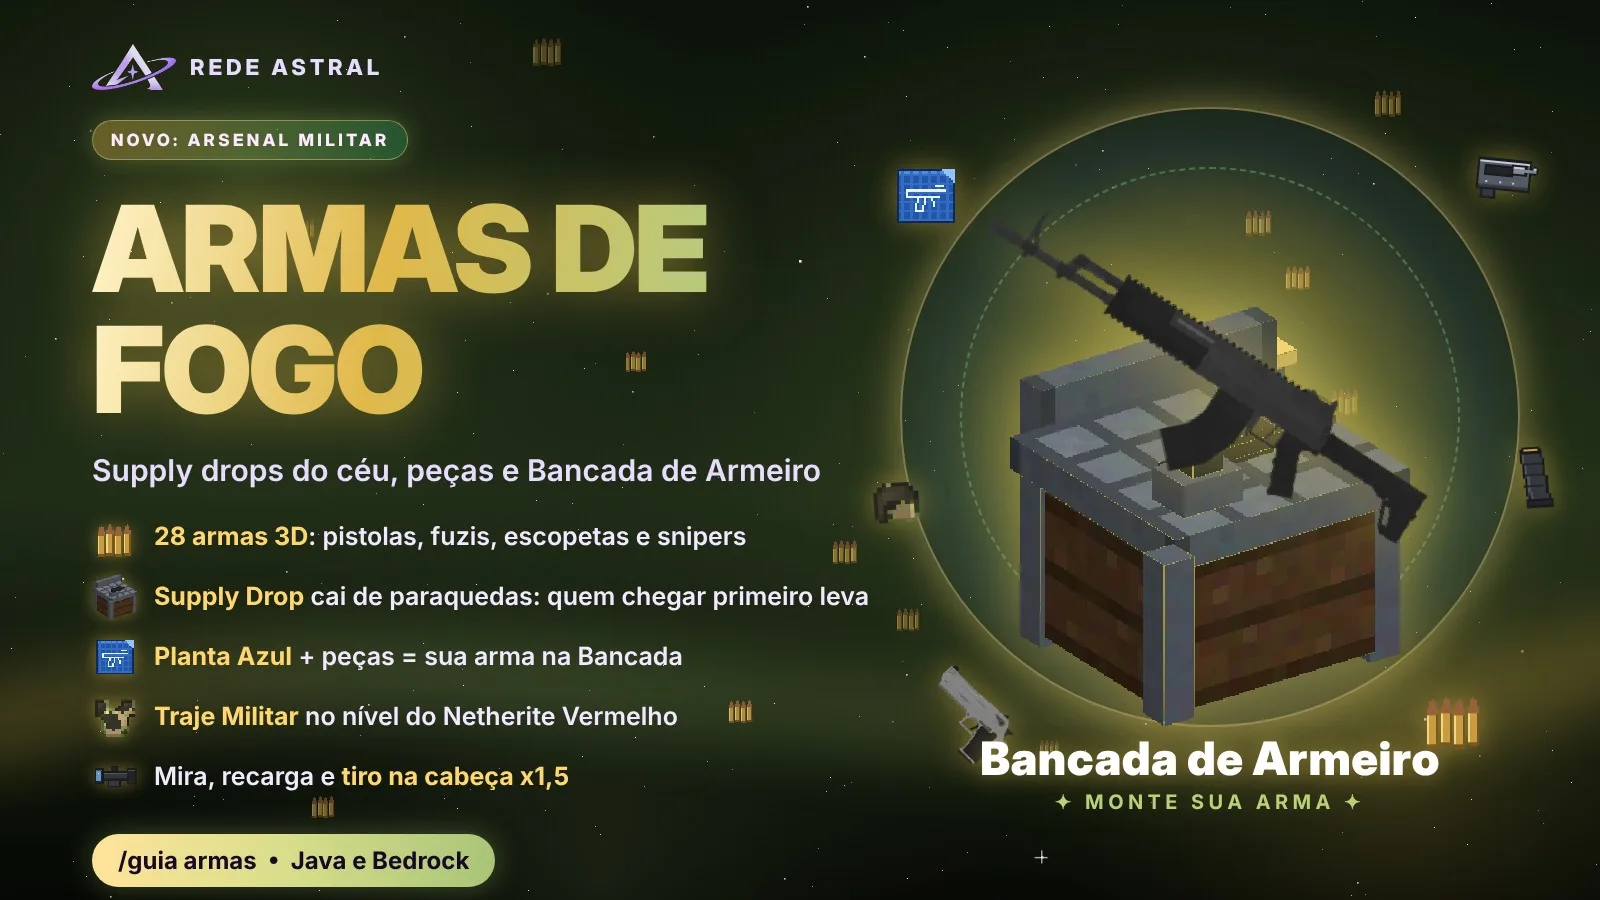 REDE ASTRAL
NOVO: ARSENAL MILITAR
ARMAS DE
FOGO
Supply drops do céu, peças e Bancada de Armeiro
28 armas 3D: pistolas, fuzis, escopetas e snipers
Supply Drop cai de paraquedas: quem chegar primeiro leva
Planta Azul + peças = sua arma na Bancada
Traje Militar no nível do Netherite Vermelho
Mira, recarga e tiro na cabeça x1,5
/guia armas • Java e Bedrock
Bancada de Armeiro
✦ MONTE SUA ARMA ✦